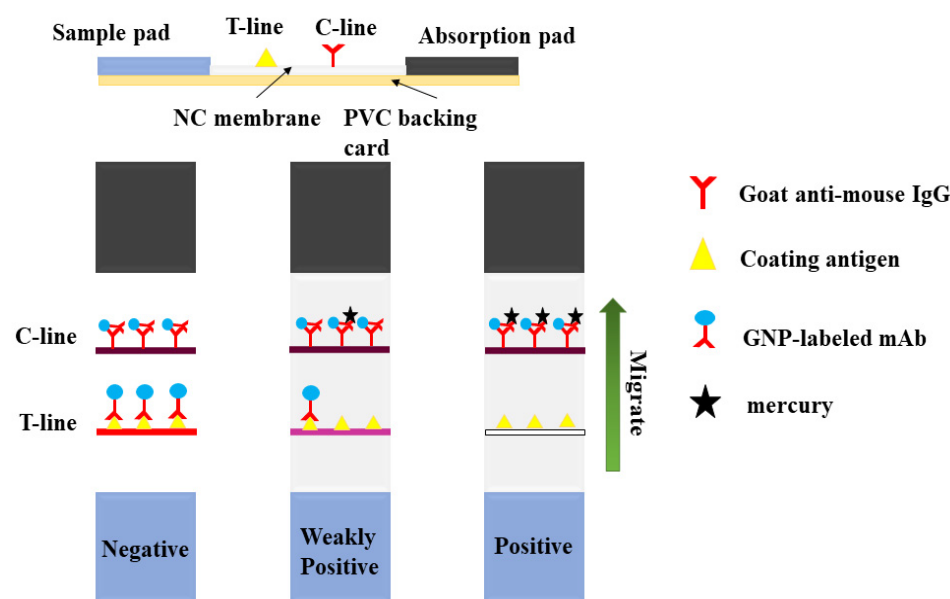 Sample pad
T-line
C-line
Absorption pad
NC membrane
PVC backing
card
Goat anti-mouse IgG
Coating antigen
GNP-labeled mAb
mercury
C-line
T-line
Migrate
Negative
Weakly
Positive
Positive